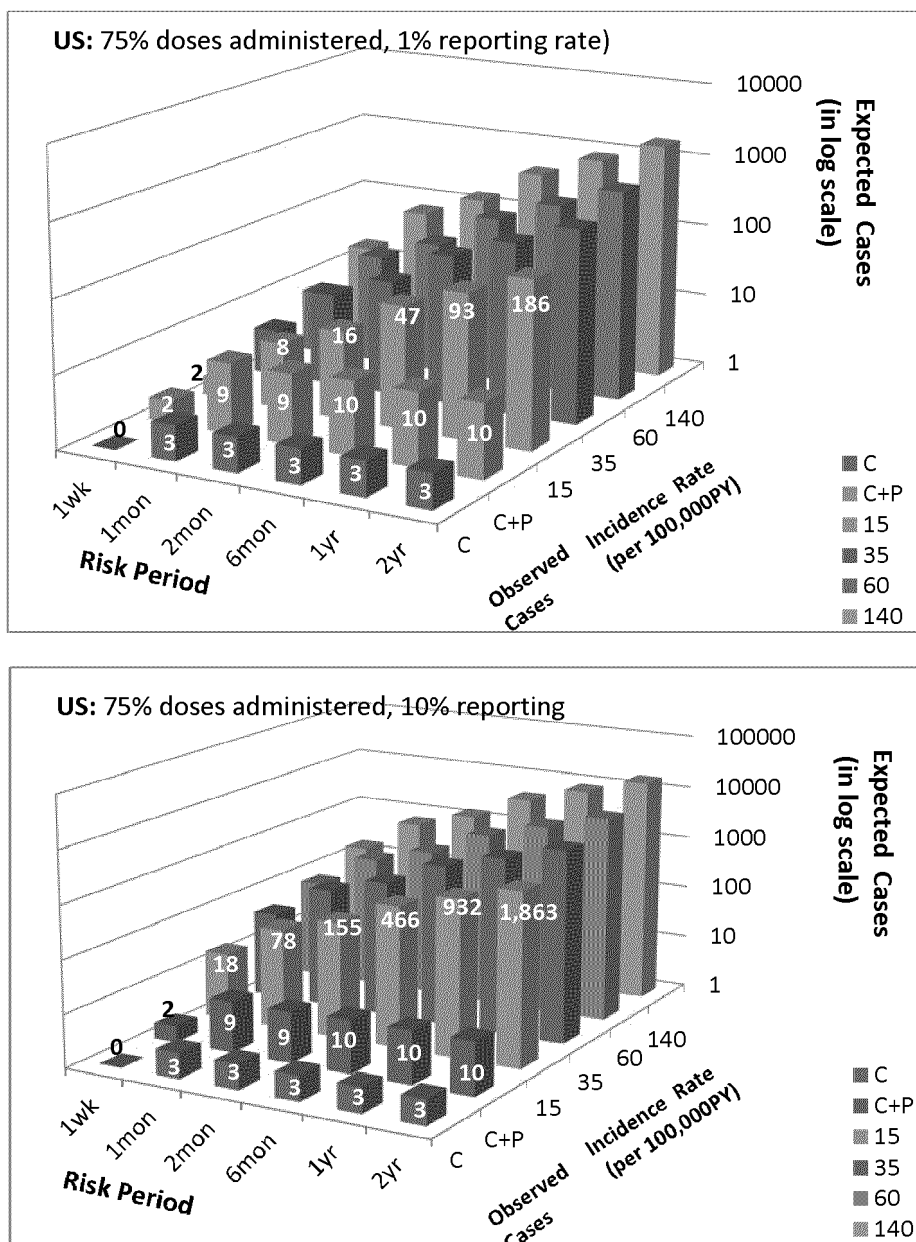 US: 75% doses administered, 1% reporting rate)
10000
1000
100
10
1
Expected Cases
(in log scale)
186
93
47
16
8
2
10
10
10
9
9
2
3
3
3
3
3
0
1wk
1mon
2mon
6mon
1yr
2yr
Risk Period
C
C+P
15
35
60
140
Observed
Cases
Incidence Rate
(per 100,000PY)
C
C+P
15
35
60
140
US: 75% doses administered, 10% reporting
100000
10000
1000
100
10
1
Expected Cases
(in log scale)
1,863
932
466
155
78
18
10
10
10
9
9
2
3
3
3
3
3
0
1wk
1mon
2mon
6mon
1yr
2yr
Risk Period
C
C+P
15
35
60
140
Observed
Cases
Incidence Rate
(per 100,000PY)
C
C+P
15
35
60
140